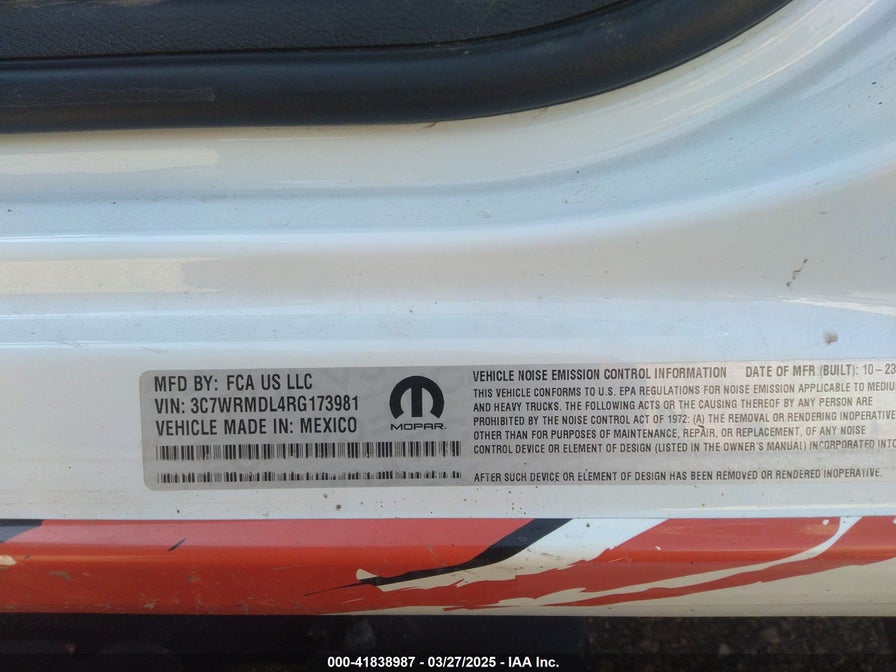 MFD BY: FCA US LLC
VIN: 3C7WRMDL4RG173981
VEHICLE MADE IN: MEXICO
MOPAR
VEHICLE NOISE EMISSION CONTROL INFORMATION DATE OF MFR (BUILT): 10-23
THIS VEHICLE CONFORMS TO U.S. EPA REGULATIONS FOR NOISE EMISSION APPLICABLE TO MEDIU
AND HEAVY TRUCKS. THE FOLLOWING ACTS OR THE CAUSING THEREOF BY ANY PERSON ARE
PROHIBITED BY THE NOISE CONTROL ACT OF 1972: (A) THE REMOVAL OR RENDERING INOPERATIVE
OTHER THAN FOR PURPOSES OF MAINTENANCE, REPAIR, OR REPLACEMENT, OF ANY NOISE
CONTROL DEVICE OR ELEMENT OF DESIGN (LISTED IN THE OWNER'S MANUAL) INCORPORATED INTO
AFTER SUCH DEVICE OR ELEMENT OF DESIGN HAS BEEN REMOVED OR RENDERED INOPERATIVE.
000-41838987 - 03/27/2025 - IAA Inc.